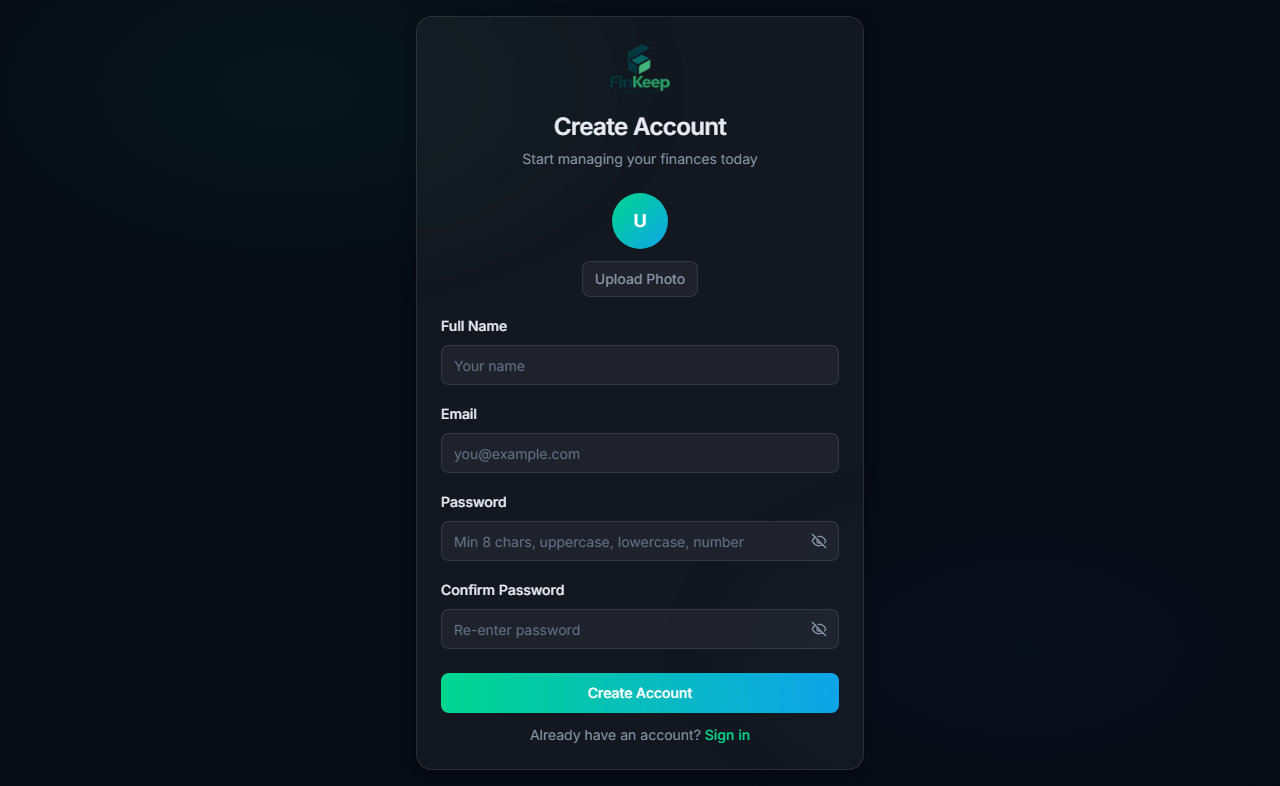 FinKeep
Create Account
Start managing your finances today
U
Upload Photo
Full Name
Your name
Email
you@example.com
Password
Min 8 chars, uppercase, lowercase, number
Confirm Password
Re-enter password
Create Account
Already have an account? Sign in